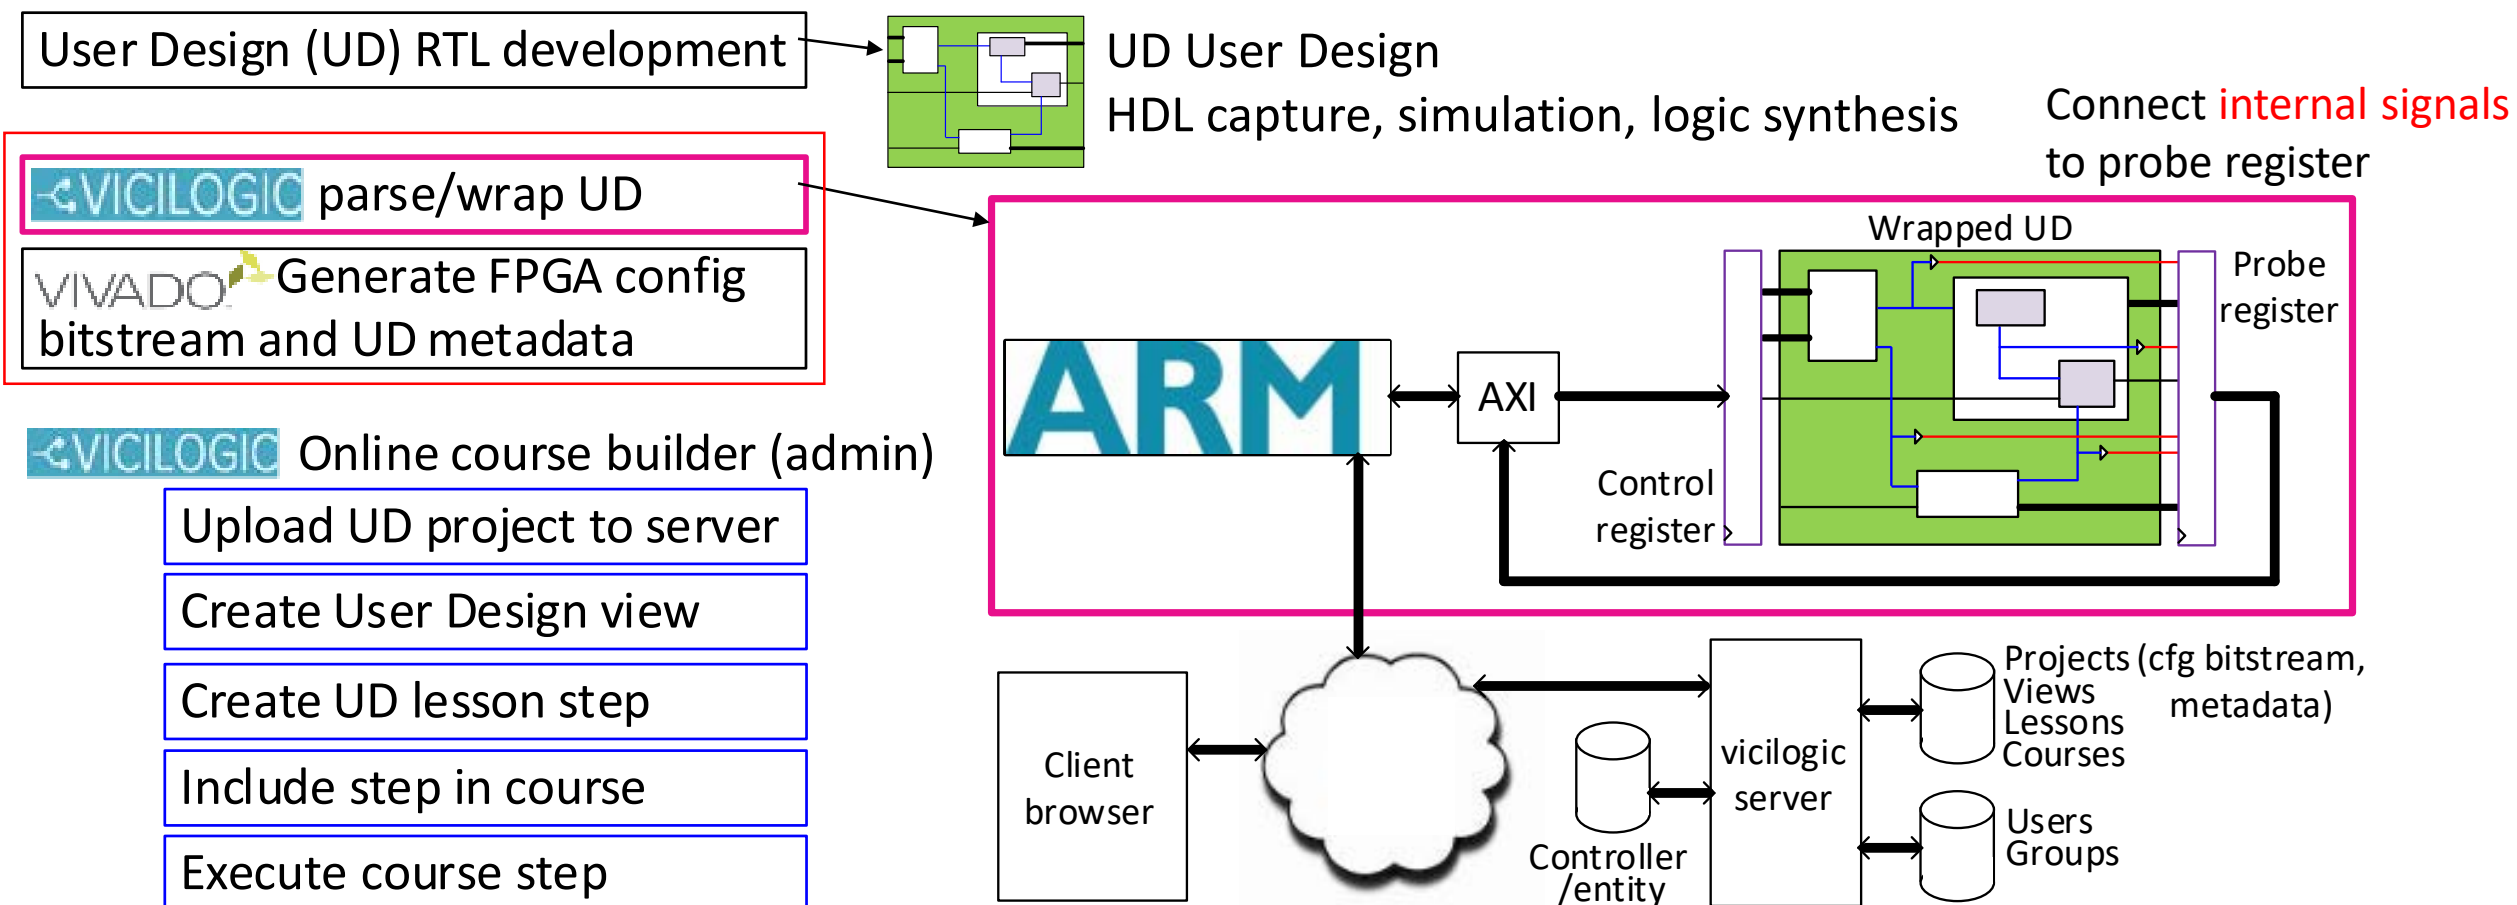 User Design (UD) RTL development
UD User Design
HDL capture, simulation, logic synthesis
Connect internal signals
to probe register
VICILOGIC parse/wrap UD
VIVADO Generate FPGA config
bitstream and UD metadata
Wrapped UD
Probe
register
ARM
AXI
Control
register
VICILOGIC Online course builder (admin)
Upload UD project to server
Create User Design view
Create UD lesson step
Include step in course
Execute course step
Client
browser
Controller
/entity
vicilogic
server
Projects (cfg bitstream,
metadata)
Views
Lessons
Courses
Users
Groups